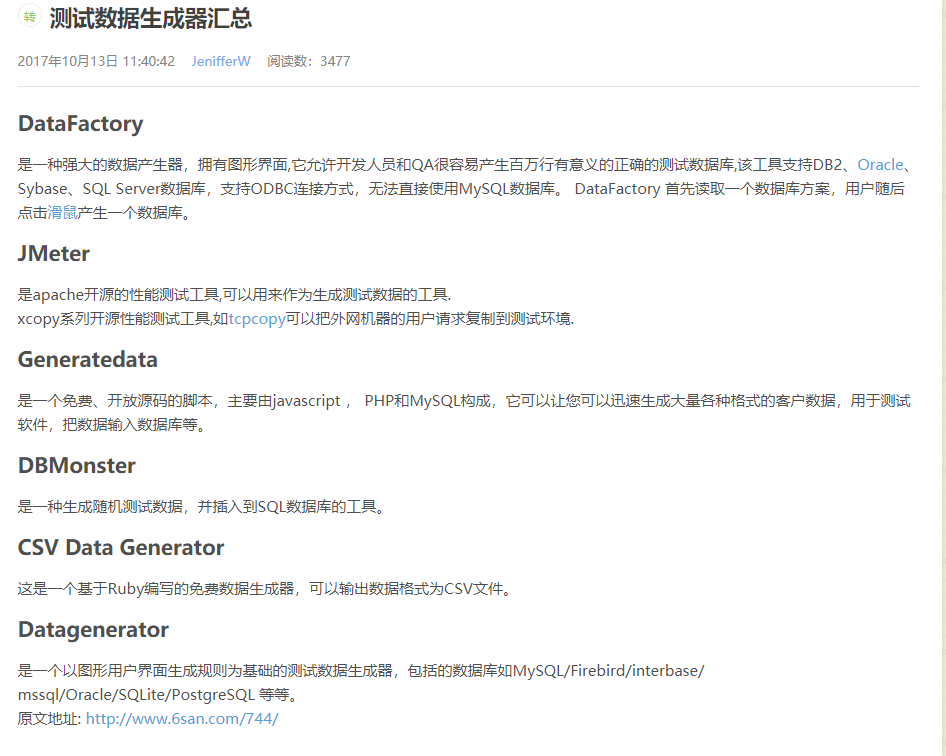 转 测试数据生成器汇总
2017年10月13日 11:40:42 JenifferW 阅读数：3477
DataFactory
是一种强大的数据产生器，拥有图形界面,它允许开发人员和QA很容易产生百万行有意义的正确的测试数据库,该工具支持DB2、Oracle、
Sybase、SQL Server数据库，支持ODBC连接方式，无法直接使用MySQL数据库。 DataFactory 首先读取一个数据库方案，用户随后
点击滑鼠产生一个数据库。
JMeter
是apache开源的性能测试工具,可以用来作为生成测试数据的工具.
xcopy系列开源性能测试工具,如tcpcopy可以把外网机器的用户请求复制到测试环境.
Generatedata
是一个免费、开放源码的脚本，主要由javascript ， PHP和MySQL构成，它可以让您可以迅速生成大量各种格式的客户数据，用于测试
软件，把数据输入数据库等。
DBMonster
是一种生成随机测试数据，并插入到SQL数据库的工具。
CSV Data Generator
这是一个基于Ruby编写的免费数据生成器，可以输出数据格式为CSV文件。
Datagenerator
是一个以图形用户界面生成规则为基础的测试数据生成器，包括的数据库如MySQL/Firebird/interbase/
mssql/Oracle/SQLite/PostgreSQL 等等。
原文地址: http://www.6san.com/744/